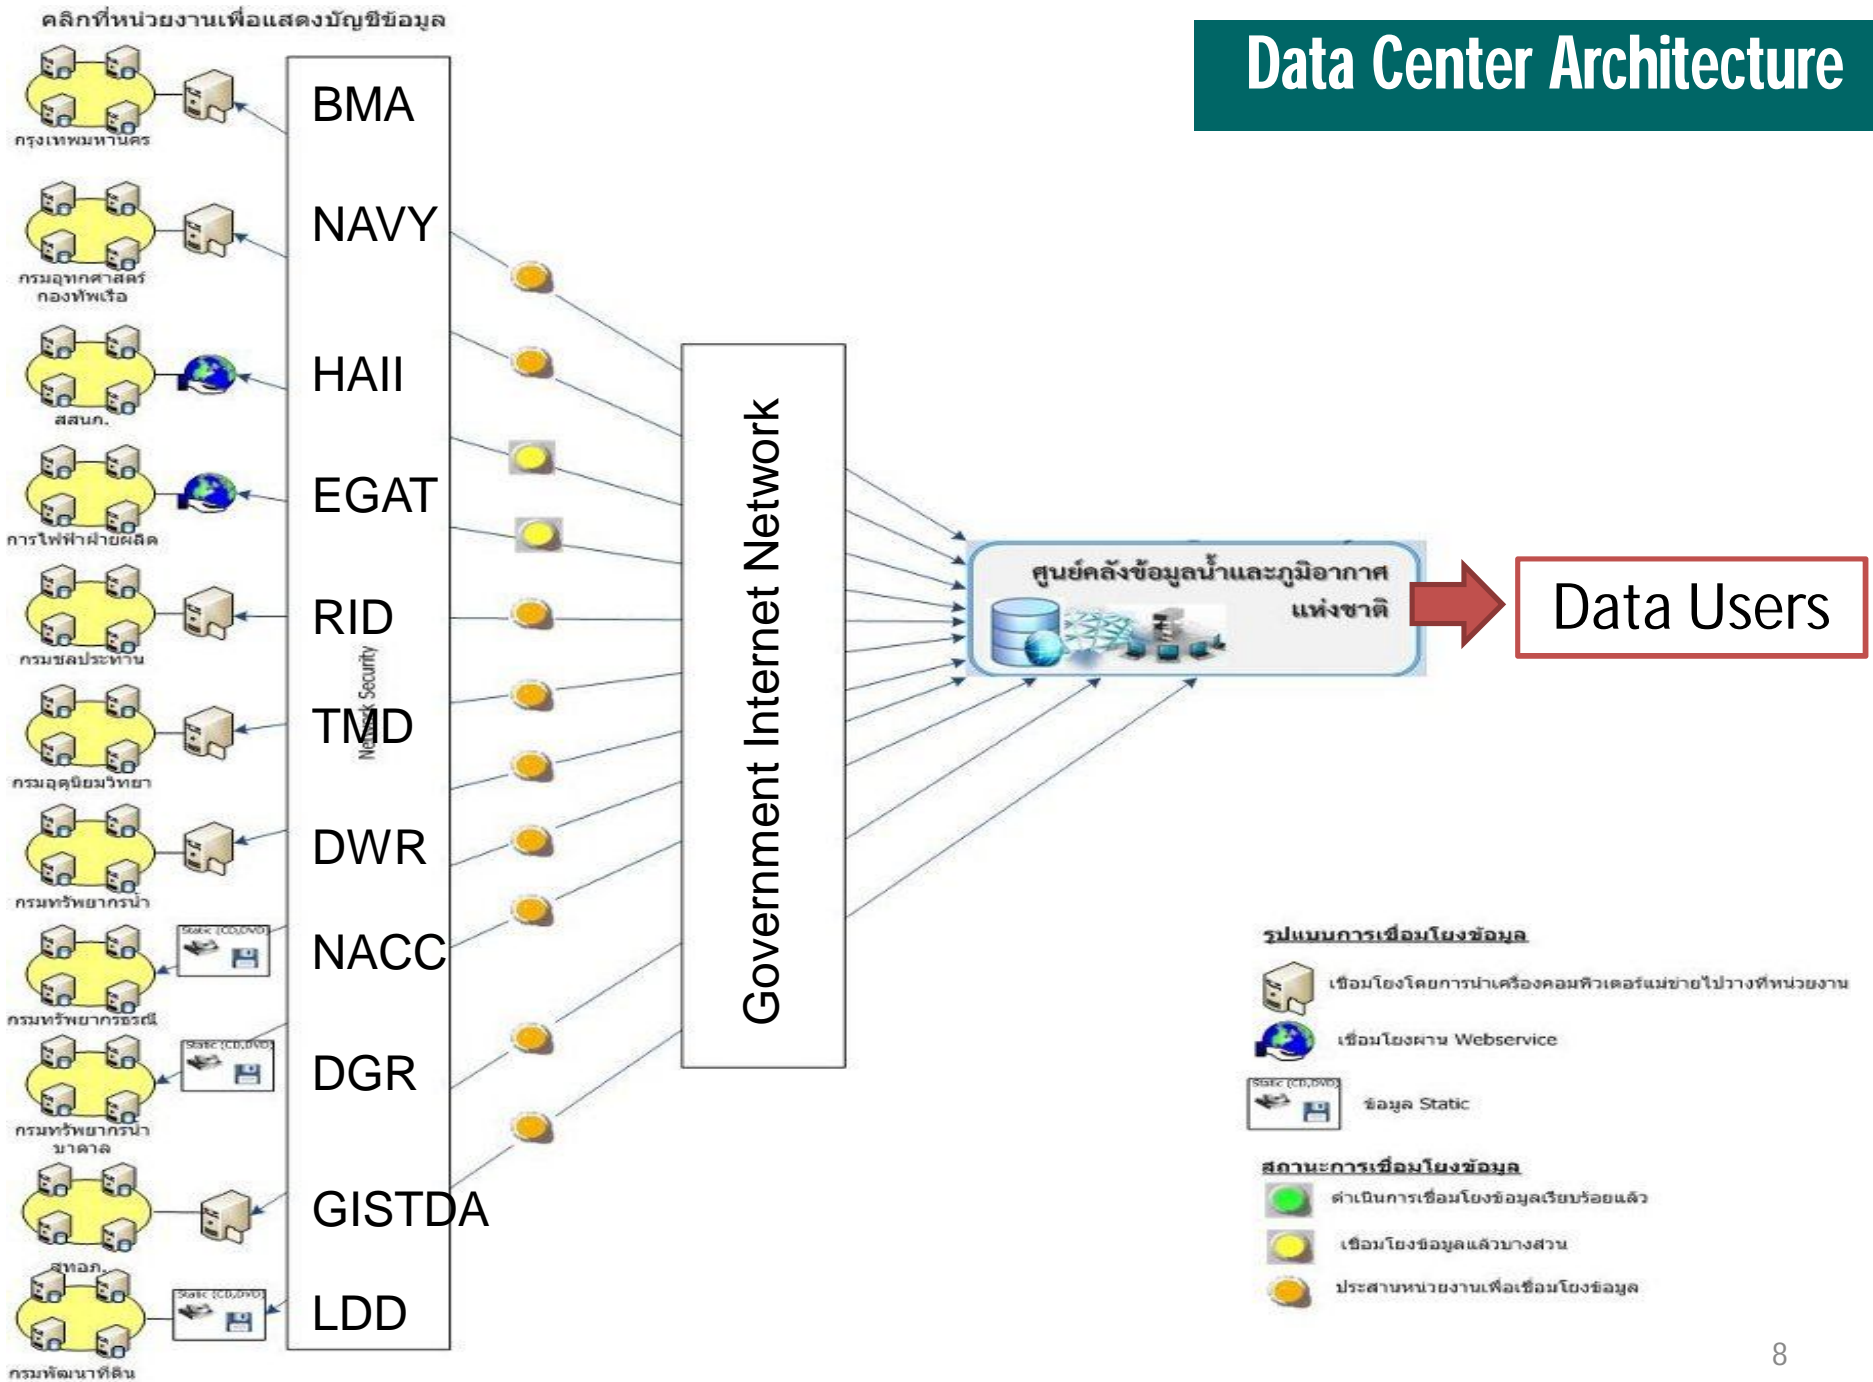 คลิกที่หน่วยงานเพื่อแสดงบัญชีข้อมูล
Data Center Architecture
กรุงเทพมหานคร
BMA
กรมอุทกศาสตร์
กองทัพเรือ
NAVY
สสนก.
HAII
การไฟฟ้าฝ่ายผลิต
EGAT
กรมชลประทาน
RID
Network Security
กรมอุตุนิยมวิทยา
TMD
กรมทรัพยากรน้ำ
DWR
Static (CD,DVD)
กรมทรัพยากรธรณี
NACC
Static (CD,DVD)
กรมทรัพยากรน้ำ
บาดาล
DGR
สทอภ.
GISTDA
Static (CD,DVD)
กรมพัฒนาที่ดิน
LDD
Government Internet Network
ศูนย์คลังข้อมูลน้ำและภูมิอากาศ
แห่งชาติ
Data Users
รูปแบบการเชื่อมโยงข้อมูล
เชื่อมโยงโดยการนำเครื่องคอมพิวเตอร์แม่ข่ายไปวางที่หน่วยงาน
เชื่อมโยงผ่าน Webservice
Static (CD,DVD)
ข้อมูล Static
สถานะการเชื่อมโยงข้อมูล
ดำเนินการเชื่อมโยงข้อมูลเรียบร้อยแล้ว
เชื่อมโยงข้อมูลแล้วบางส่วน
ประสานหน่วยงานเพื่อเชื่อมโยงข้อมูล
8